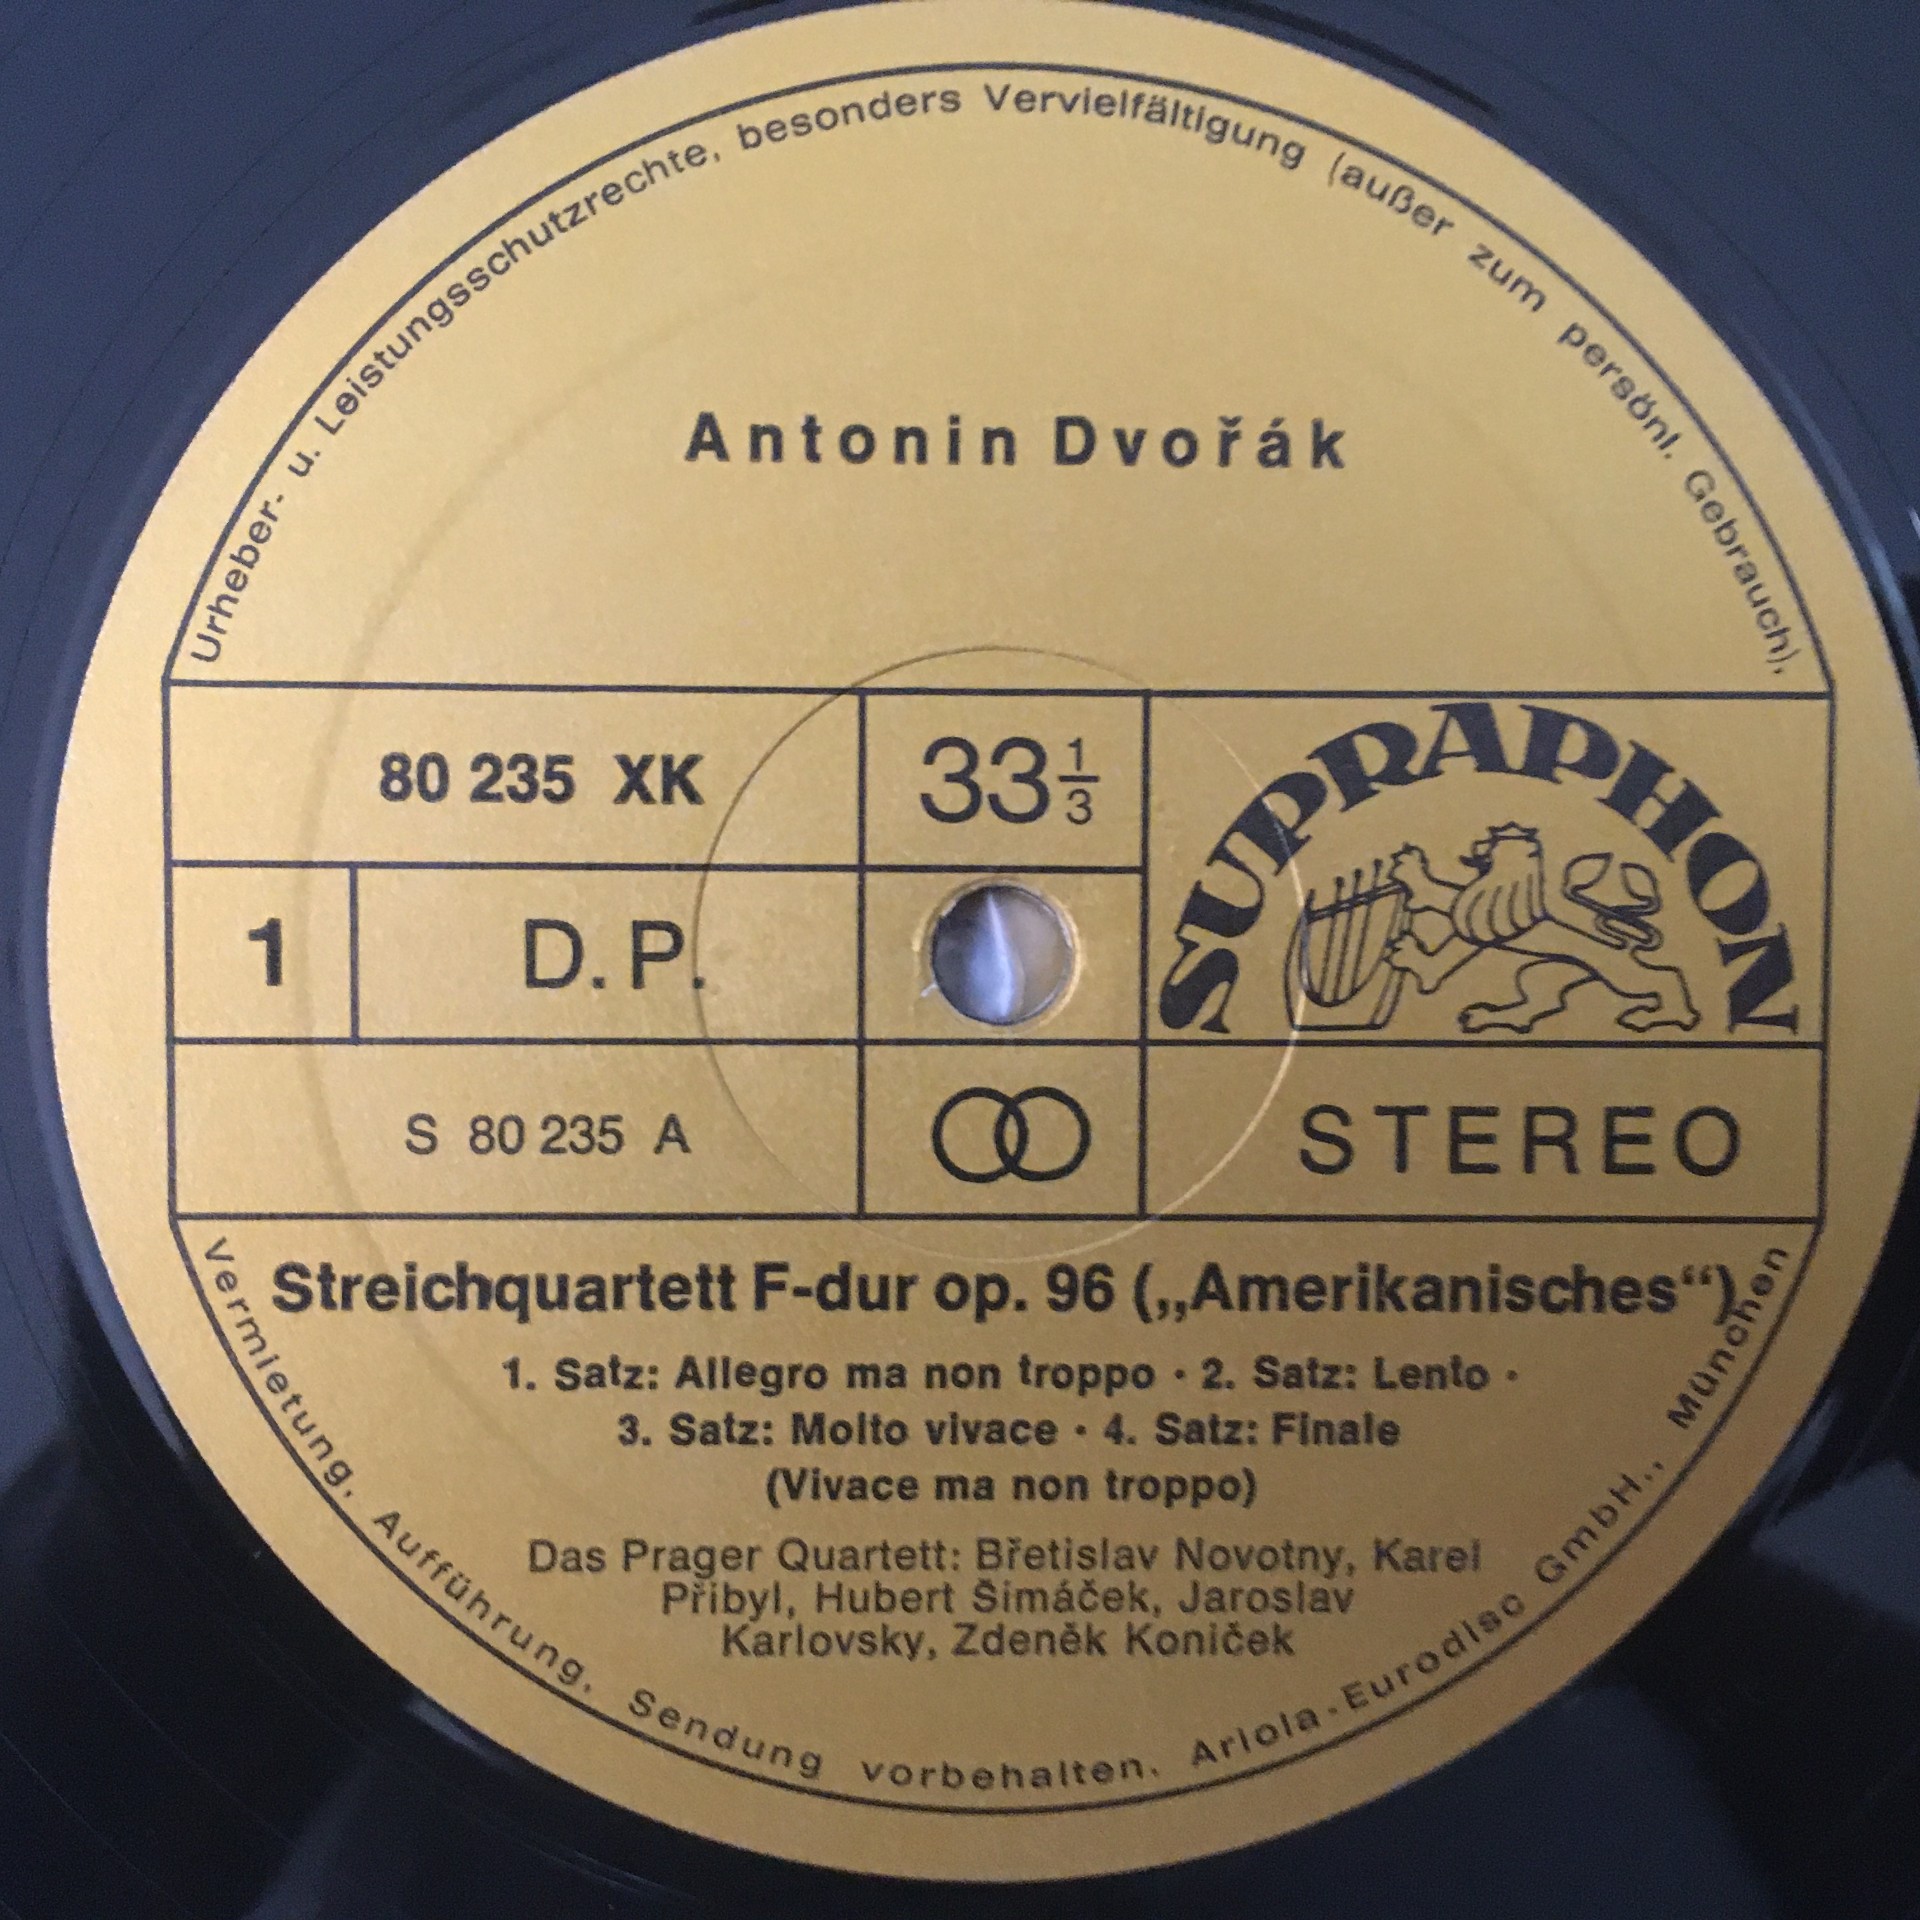 Urheber- u. Leistungsschutzrechte, besonders Vervielfältigung (außer zum persönl. Gebrauch),
Antonin Dvořák
80 235 XK
33 1/3
SUPRAPHON
1
D. P.
S 80 235 A
STEREO
Streichquartett F-dur op. 96 („Amerikanisches“)
1. Satz: Allegro ma non troppo · 2. Satz: Lento ·
3. Satz: Molto vivace · 4. Satz: Finale
(Vivace ma non troppo)
Das Prager Quartett: Břetislav Novotny, Karel
Přibyl, Hubert Šimáček, Jaroslav
Karlovsky, Zdeněk Koniček
Vermietung, Aufführung, Sendung vorbehalten. Ariola-Eurodisc GmbH., München